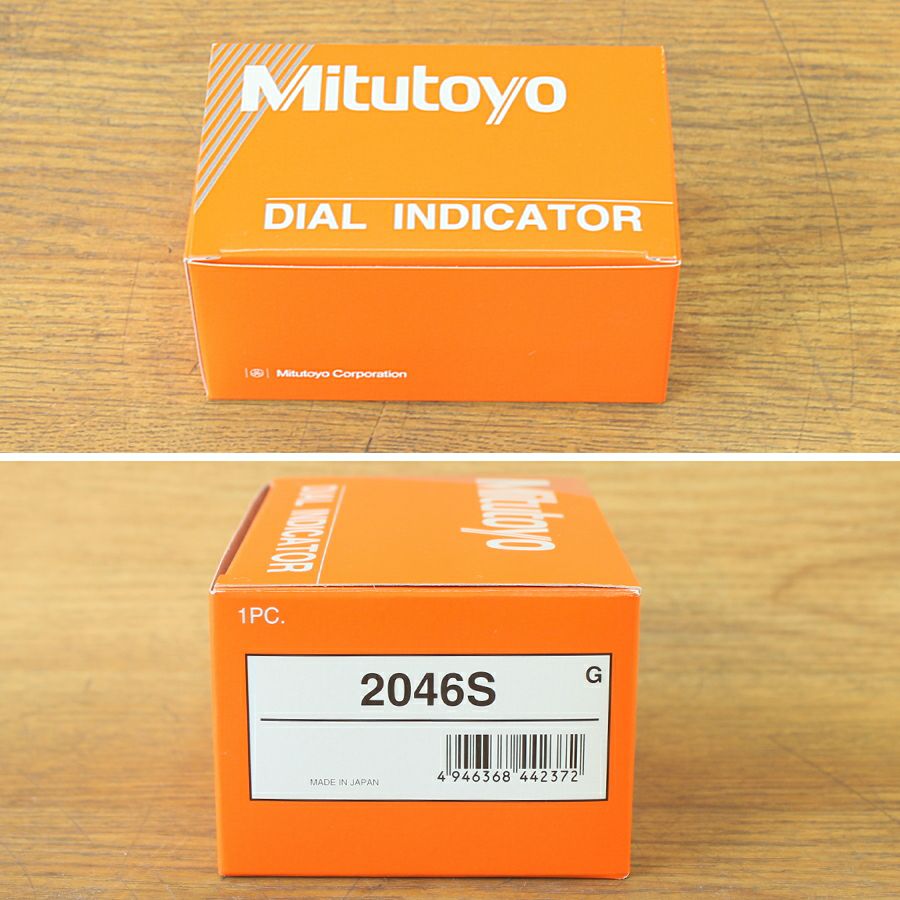 Mitutoyo
DIAL INDICATOR
Mitutoyo Corporation
Mitutoyo
DIAL INDICATOR
1PC.
G
2046S
MADE IN JAPAN
4 946368 442372